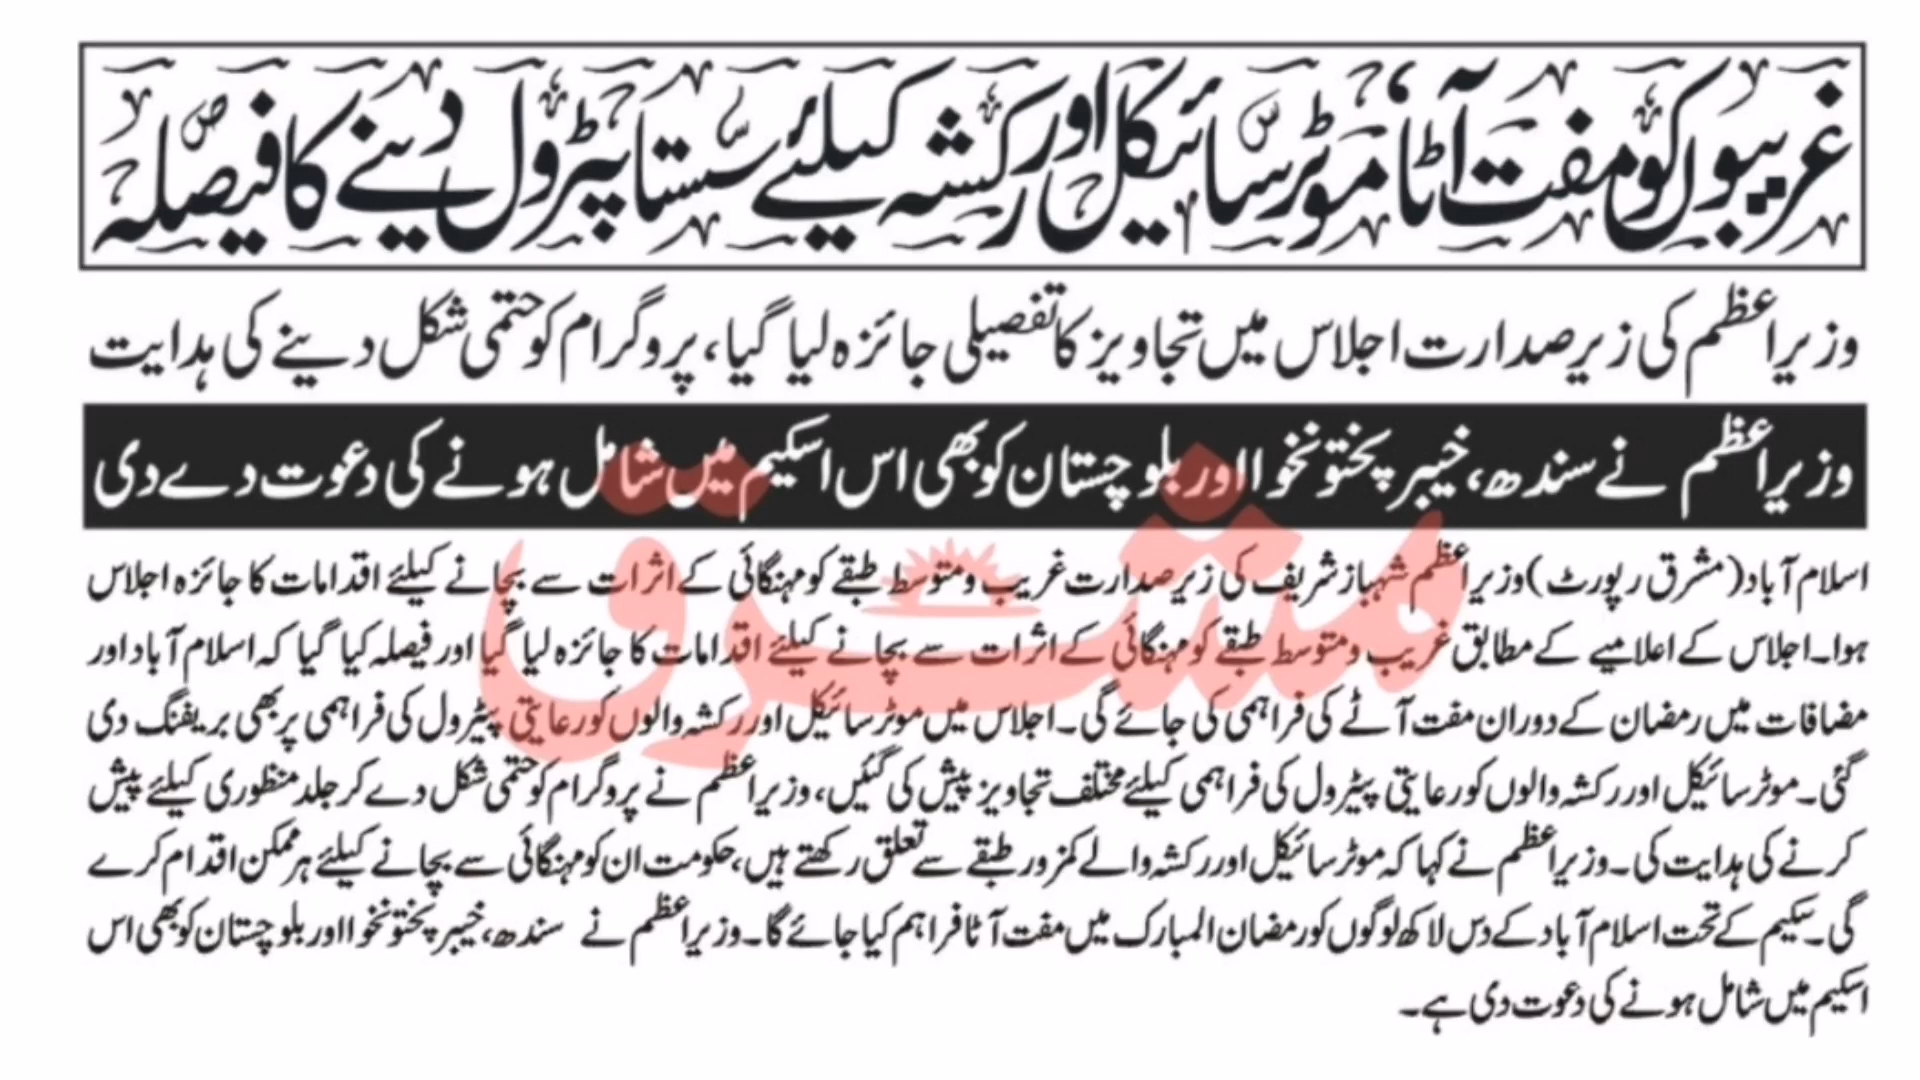 غریبوں کو مفت آٹا، موٹر سائیکل اور رکشہ کیلئے سستا پٹرول دینے کا فیصلہ
وزیراعظم کی زیر صدارت اجلاس میں تجاویز کا تفصیلی جائزہ لیا گیا، پروگرام کو حتمی شکل دینے کی ہدایت
وزیراعظم نے سندھ، خیبر پختونخوا اور بلوچستان کو بھی اس اسکیم میں شامل ہونے کی دعوت دے دی
مشرق
اسلام آباد (مشرق رپورٹ) وزیراعظم شہباز شریف کی زیر صدارت غریب و متوسط طبقے کو مہنگائی کے اثرات سے بچانے کیلئے اقدامات کا جائزہ اجلاس
ہوا۔ اجلاس کے اعلامیے کے مطابق غریب و متوسط طبقے کو مہنگائی کے اثرات سے بچانے کیلئے اقدامات کا جائزہ لیا گیا اور فیصلہ کیا گیا کہ اسلام آباد اور
مضافات میں رمضان کے دوران مفت آٹے کی فراہمی کی جائے گی۔ اجلاس میں موٹر سائیکل اور رکشہ والوں کو رعایتی پیٹرول کی فراہمی پر بھی بریفنگ دی
گئی۔ موٹر سائیکل اور رکشہ والوں کو رعایتی پیٹرول کی فراہمی کیلئے مختلف تجاویز پیش کی گئیں، وزیراعظم نے پروگرام کو حتمی شکل دے کر جلد منظوری کیلئے پیش
کرنے کی ہدایت کی۔ وزیراعظم نے کہا کہ موٹر سائیکل اور رکشہ والے کمزور طبقے سے تعلق رکھتے ہیں، حکومت ان کو مہنگائی سے بچانے کیلئے ہر ممکن اقدام کرے
گی۔ سکیم کے تحت اسلام آباد کے دس لاکھ لوگوں کو رمضان المبارک میں مفت آٹا فراہم کیا جائے گا۔ وزیراعظم نے سندھ، خیبر پختونخوا اور بلوچستان کو بھی اس
اسکیم میں شامل ہونے کی دعوت دی ہے۔